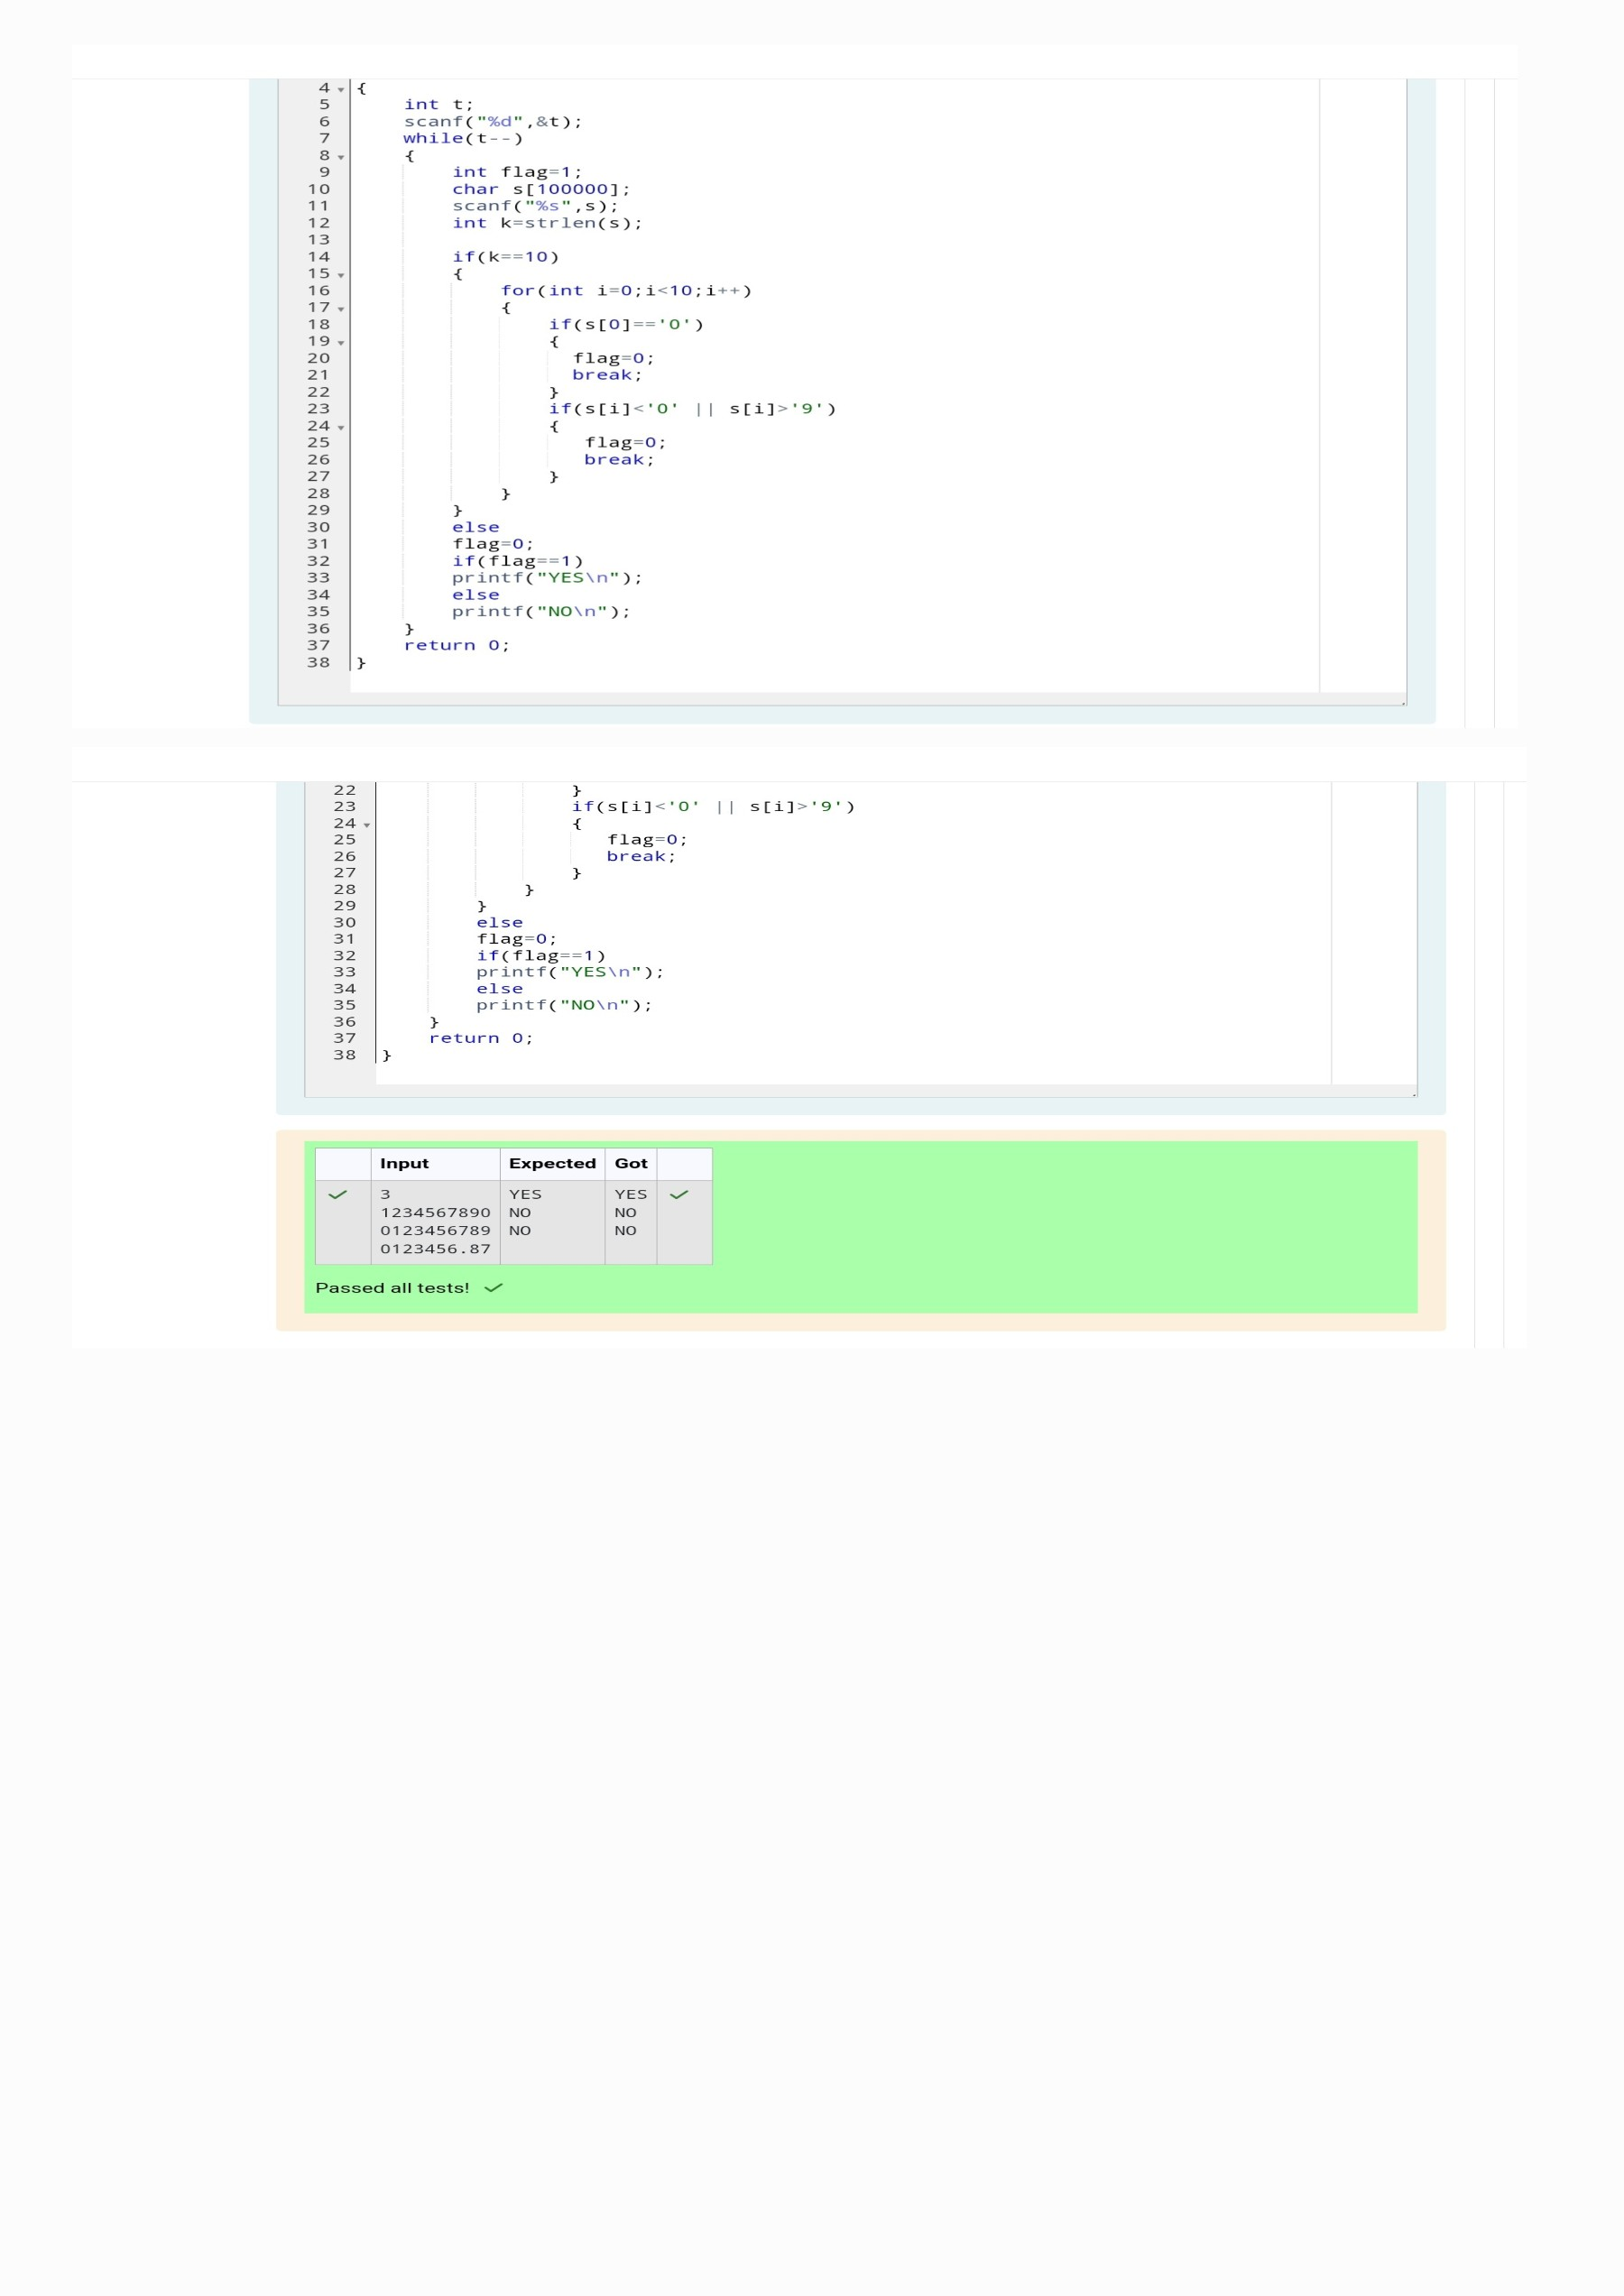 4 {
5 int t;
6 scanf("%d",&t);
7 while(t--)
8 {
9 int flag=1;
10 char s[100000];
11 scanf("%s",s);
12 int k=strlen(s);
13
14 if(k==10)
15 {
16 for(int i=0;i<10;i++)
17 {
18 if(s[0]=='0')
19 {
20 flag=0;
21 break;
22 }
23 if(s[i]<'0' || s[i]>'9')
24 {
25 flag=0;
26 break;
27 }
28 }
29 }
30 else
31 flag=0;
32 if(flag==1)
33 printf("YES\n");
34 else
35 printf("NO\n");
36 }
37 return 0;
38 }
22 }
23 if(s[i]<'0' || s[i]>'9')
24 {
25 flag=0;
26 break;
27 }
28 }
29 }
30 else
31 flag=0;
32 if(flag==1)
33 printf("YES\n");
34 else
35 printf("NO\n");
36 }
37 return 0;
38 }
Input Expected Got
3 YES YES
1234567890 NO NO
0123456789 NO NO
0123456.87
Passed all tests!